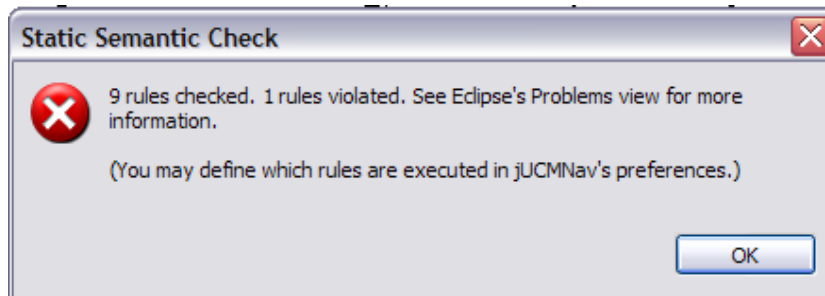 Static Semantic Check
9 rules checked. 1 rules violated. See Eclipse's Problems view for more
information.
(You may define which rules are executed in jUCMNav's preferences.)
OK